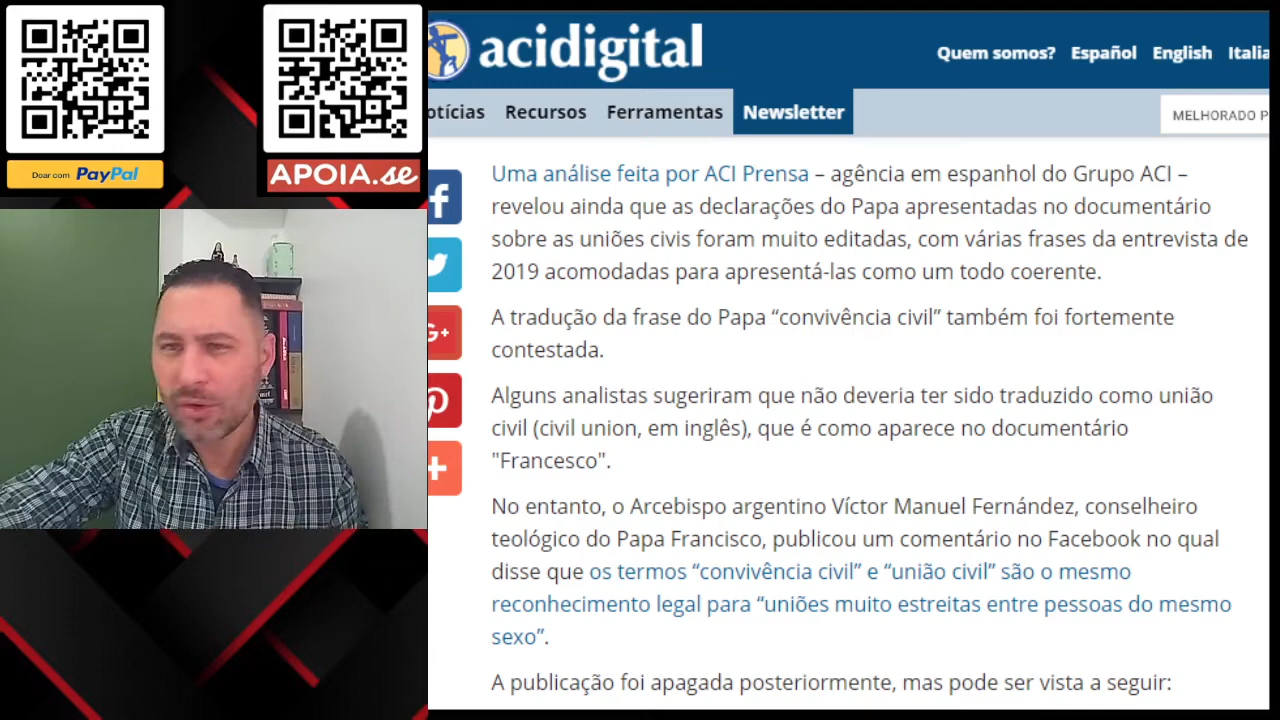 Doar com PayPal
APOIA.se
acidigital
Quem somos? Español English Italia
otícias Recursos Ferramentas Newsletter
MELHORADO P
Uma análise feita por ACI Prensa – agência em espanhol do Grupo ACI –
revelou ainda que as declarações do Papa apresentadas no documentário
sobre as uniões civis foram muito editadas, com várias frases da entrevista de
2019 acomodadas para apresentá-las como um todo coerente.
A tradução da frase do Papa “convivência civil” também foi fortemente
contestada.
Alguns analistas sugeriram que não deveria ter sido traduzido como união
civil (civil union, em inglês), que é como aparece no documentário
"Francesco".
No entanto, o Arcebispo argentino Víctor Manuel Fernández, conselheiro
teológico do Papa Francisco, publicou um comentário no Facebook no qual
disse que os termos “convivência civil” e “união civil” são o mesmo
reconhecimento legal para “uniões muito estreitas entre pessoas do mesmo
sexo”.
A publicação foi apagada posteriormente, mas pode ser vista a seguir: